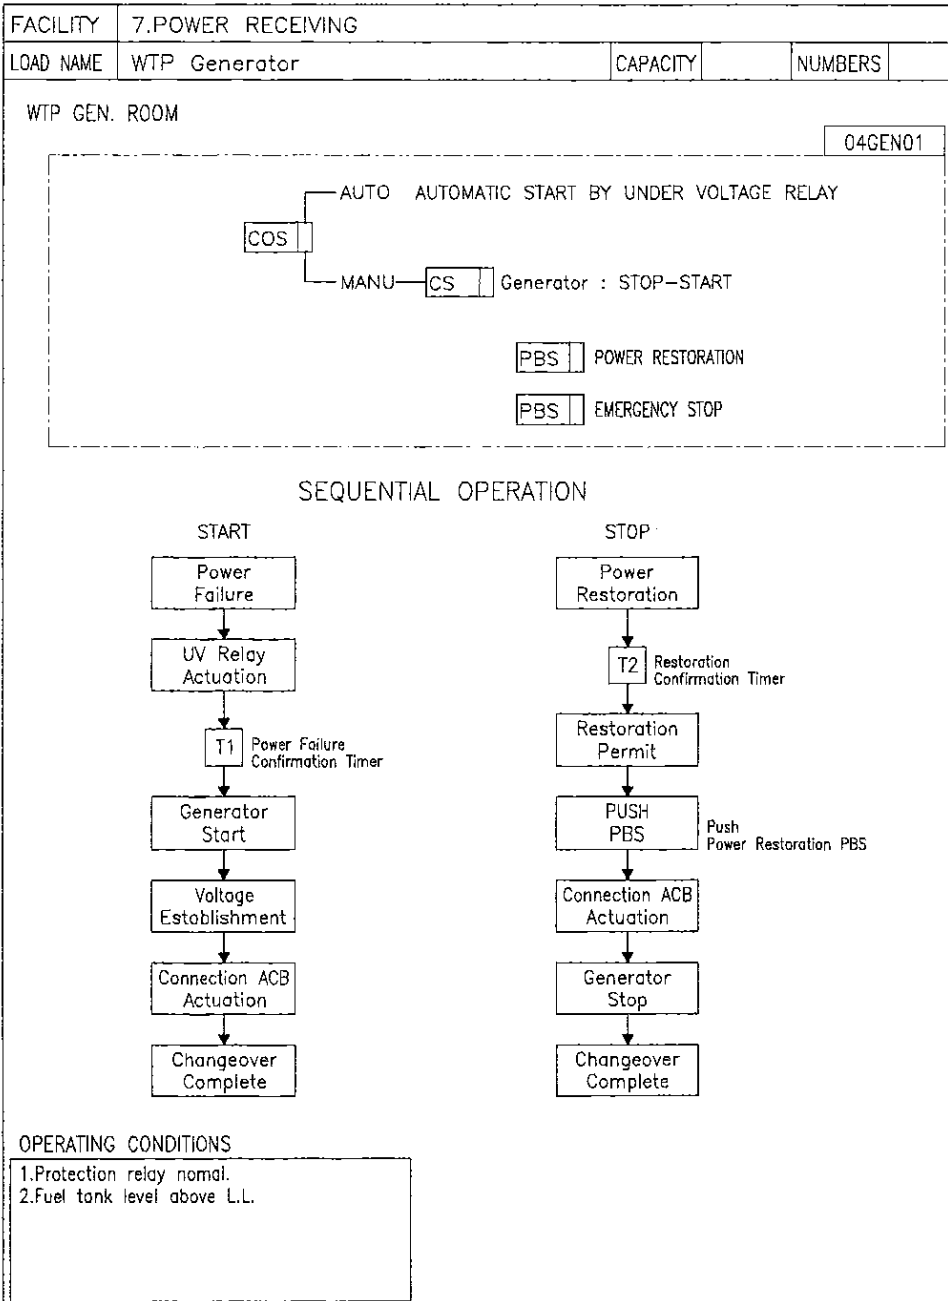 FACILITY 7.POWER RECEIVING
LOAD NAME WTP Generator CAPACITY NUMBERS
WTP GEN. ROOM
04GEN01
AUTO AUTOMATIC START BY UNDER VOLTAGE RELAY
COS
MANU CS Generator : STOP-START
PBS POWER RESTORATION
PBS EMERGENCY STOP
SEQUENTIAL OPERATION
START
Power
Failure
UV Relay
Actuation
T1 Power Failure
Confirmation Timer
Generator
Start
Voltage
Establishment
Connection ACB
Actuation
Changeover
Complete
STOP
Power
Restoration
T2 Restoration
Confirmation Timer
Restoration
Permit
PUSH
PBS
Push
Power Restoration PBS
Connection ACB
Actuation
Generator
Stop
Changeover
Complete
OPERATING CONDITIONS
1.Protection relay nomal.
2.Fuel tank level above L.L.